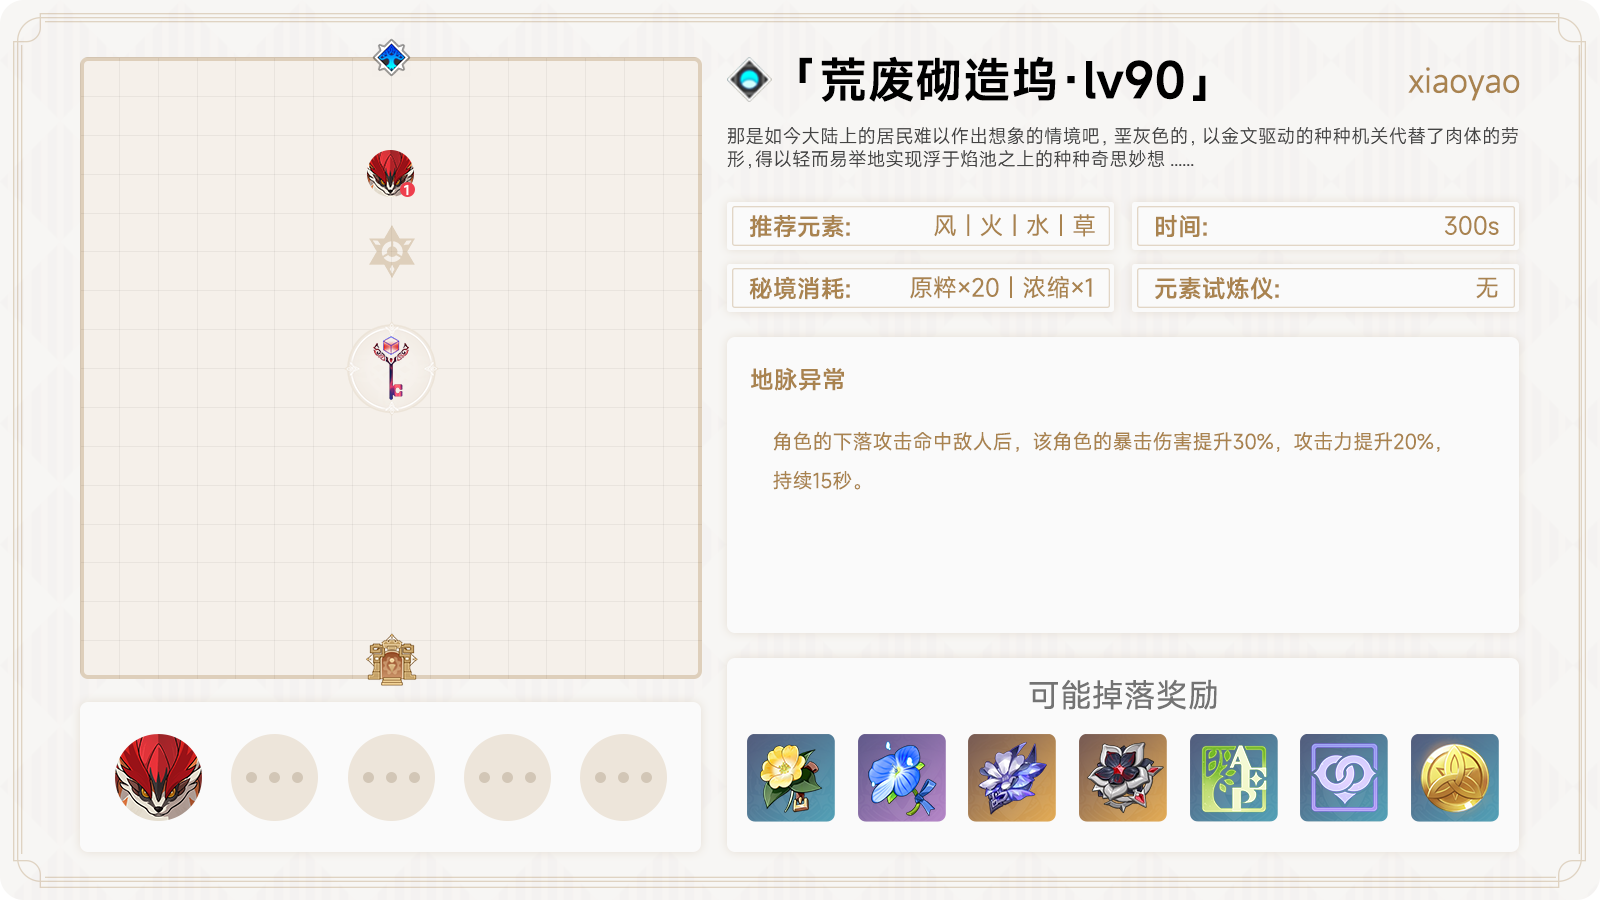 「荒废砌造坞·lv90」
xiaoyao
那是如今大陆上的居民难以作出想象的情境吧，垩灰色的，以金文驱动的种种机关代替了肉体的劳
形，得以轻而易举地实现浮于焰池之上的种种奇思妙想 ......
推荐元素: 风丨火丨水丨草
时间: 300s
秘境消耗: 原粹×20丨浓缩×1
元素试炼仪: 无
1
地脉异常
角色的下落攻击命中敌人后，该角色的暴击伤害提升30%，攻击力提升20%，
持续15秒。
可能掉落奖励
AEP